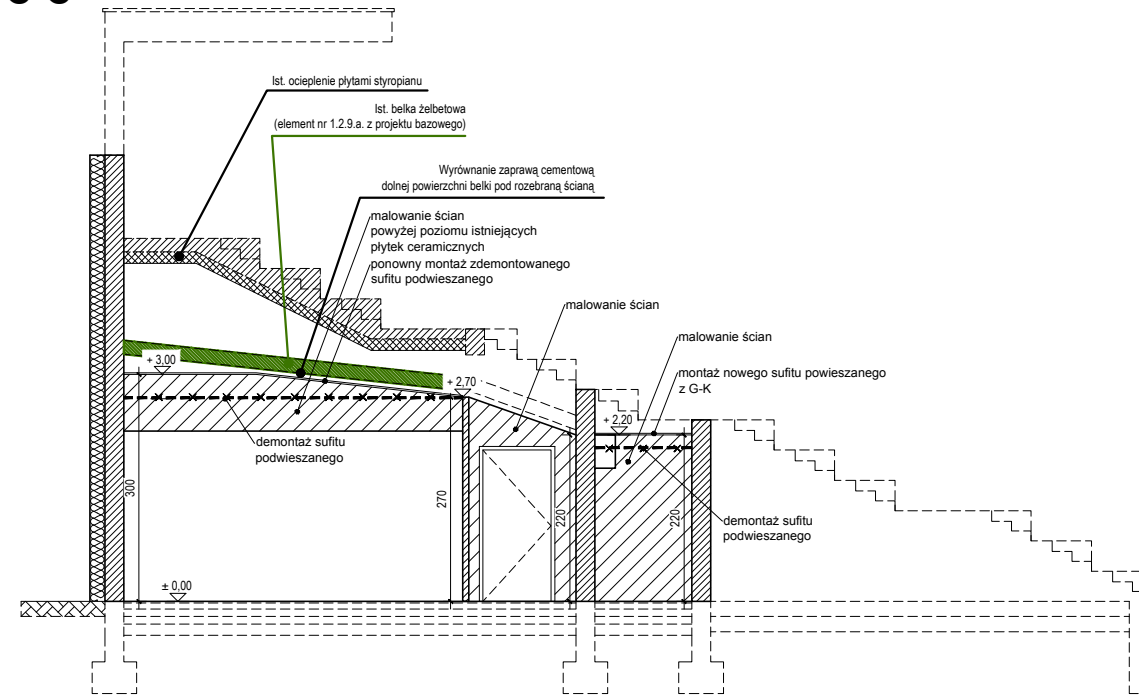 Ist. ocieplenie płytami styropianu
Ist. belka żelbetowa
(element nr 1.2.9.a. z projektu bazowego)
Wyrównanie zaprawą cementową
dolnej powierzchni belki pod rozebraną ścianą
malowanie ścian
powyżej poziomu istniejących
płytek ceramicznych
ponowny montaż zdemontowanego
sufitu podwieszanego
malowanie ścian
malowanie ścian
montaż nowego sufitu powieszanego
z G-K
+ 3,00
+ 2,70
+ 2,20
demontaż sufitu
podwieszanego
300
270
220
220
demontaż sufitu
podwieszanego
± 0,00